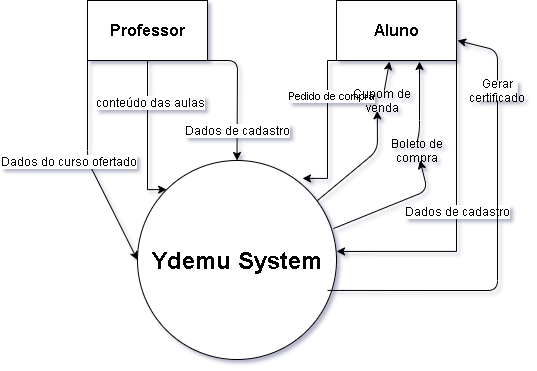 Professor
Aluno
conteúdo das aulas
Dados de cadastro
Dados do curso ofertado
Pedido de compra
Cupom de
venda
Boleto de
compra
Gerar
certificado
Dados de cadastro
Ydemu System